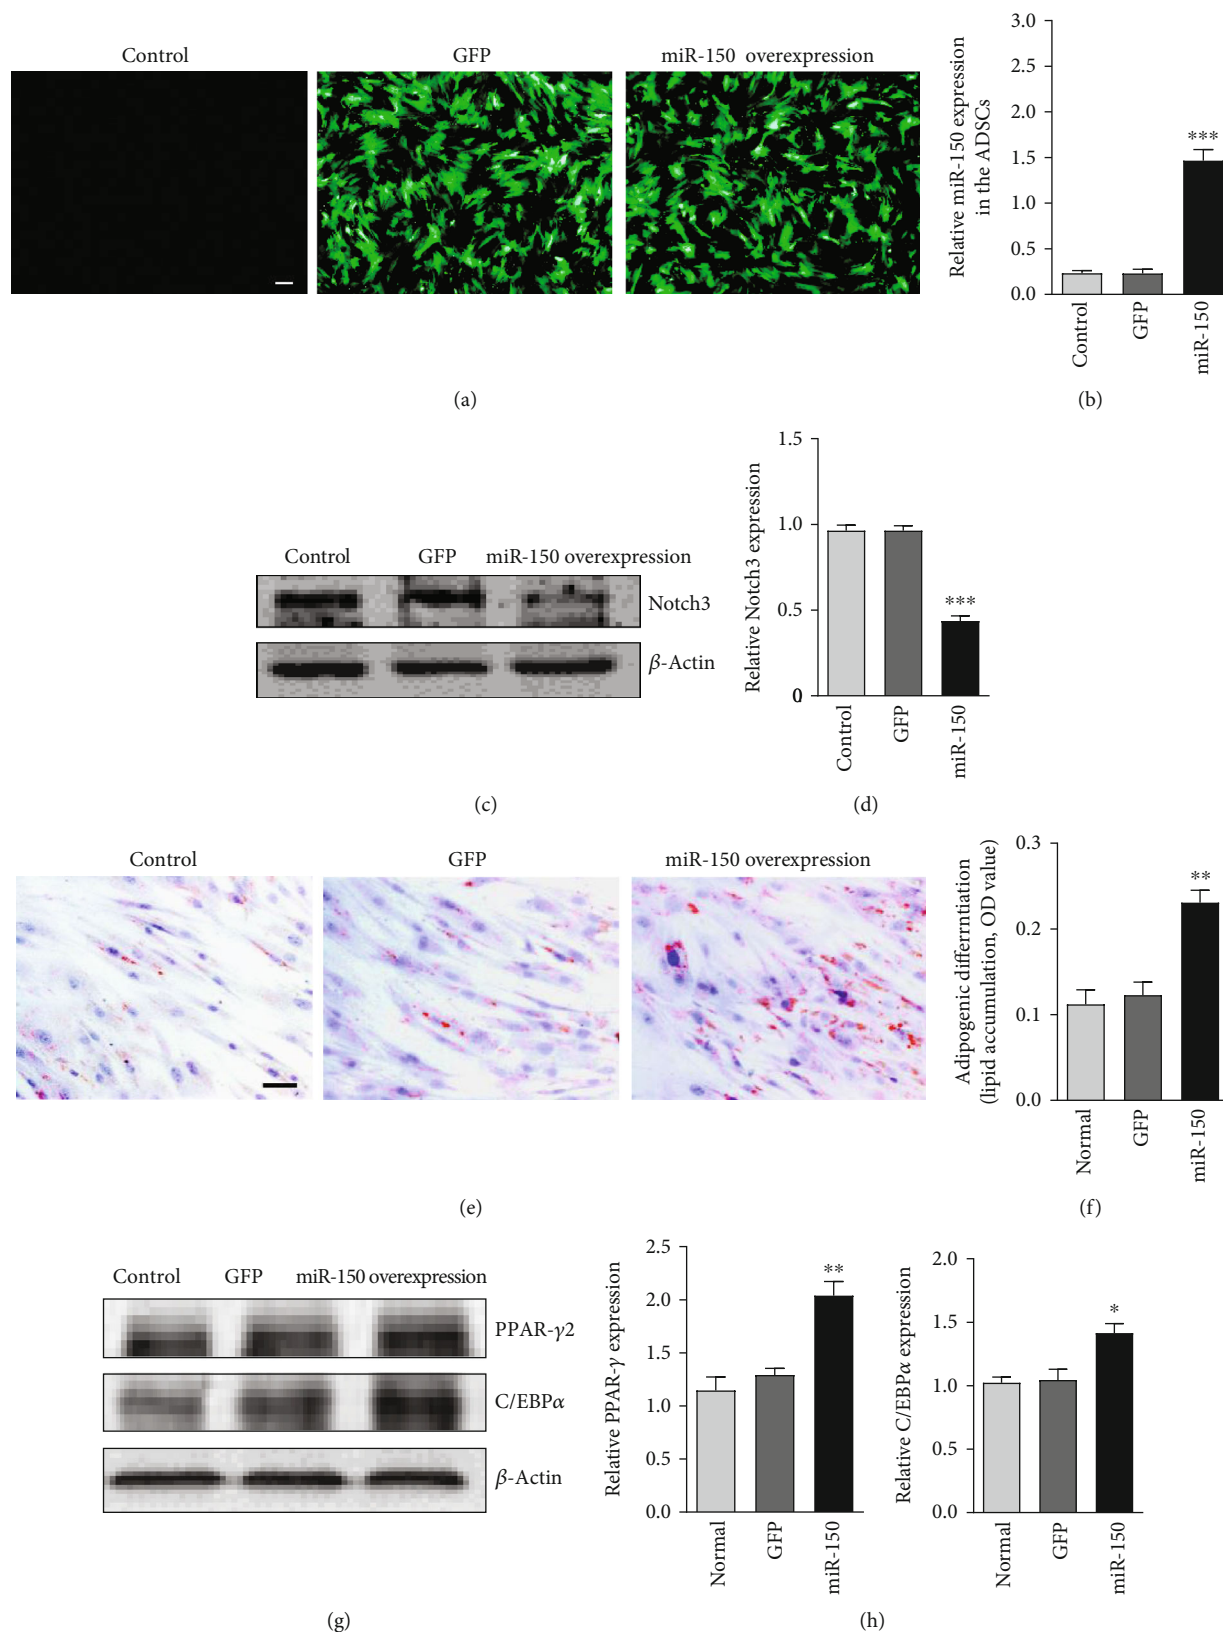 Control
GFP
miR-150 overexpression
(a)
Relative miR-150 expression
in the ADSCs
3.0
2.5
2.0
1.5
1.0
0.5
0.0
***
Control
GFP
miR-150
(b)
Control
GFP
miR-150 overexpression
Notch3
β-Actin
(c)
Relative Notch3 expression
1.5
1.0
0.5
0
***
Control
GFP
miR-150
(d)
Control
GFP
miR-150 overexpression
(e)
Adipogenic differntiation
(lipid accumulation, OD value)
0.3
0.2
0.1
0.0
**
Normal
GFP
miR-150
(f)
Control
GFP
miR-150 overexpression
PPAR-γ2
C/EBPα
β-Actin
(g)
Relative PPAR-γ expression
2.5
2.0
1.5
1.0
0.5
0.0
**
Normal
GFP
miR-150
Relative C/EBPα expression
2.0
1.5
1.0
0.5
0.0
*
Normal
GFP
miR-150
(h)